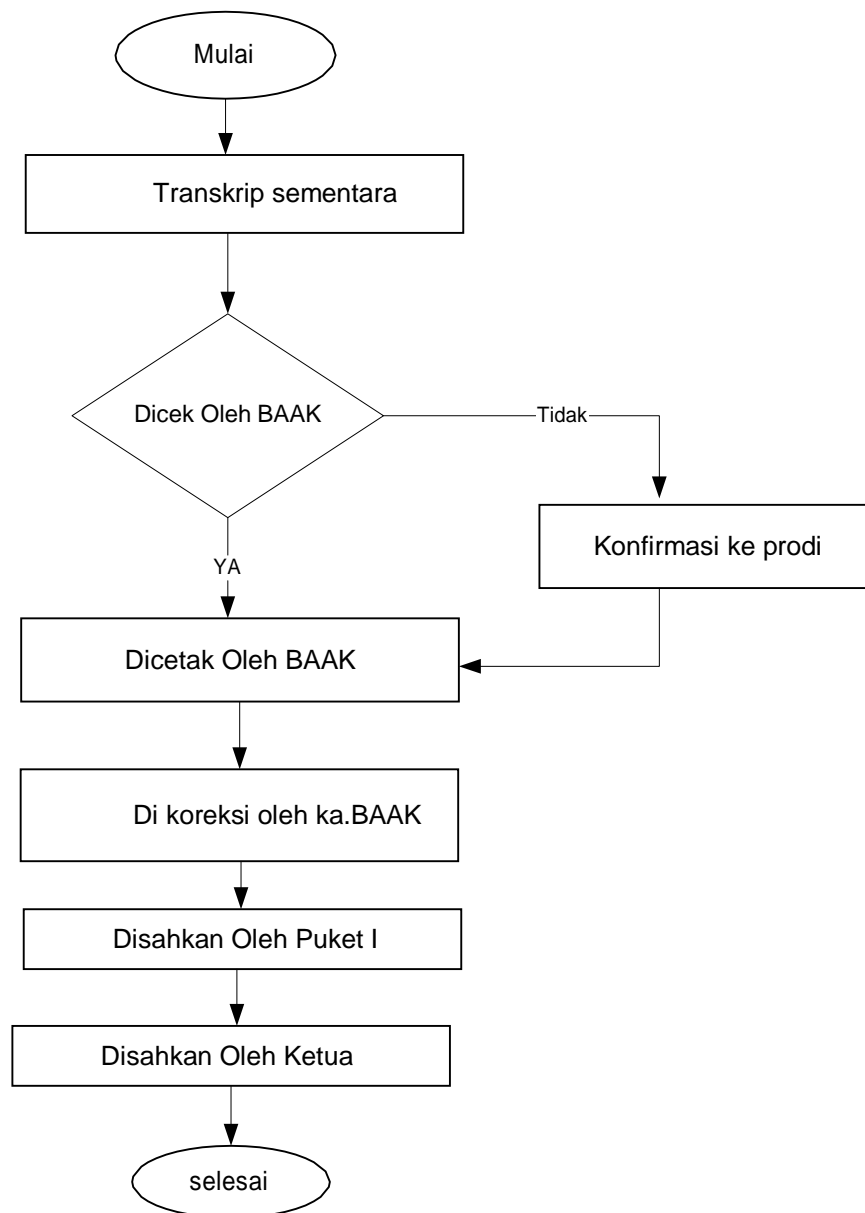 Mulai
Transkrip sementara
Dicek Oleh BAAK
Tidak
Konfirmasi ke prodi
YA
Dicetak Oleh BAAK
Di koreksi oleh ka.BAAK
Disahkan Oleh Puket I
Disahkan Oleh Ketua
selesai